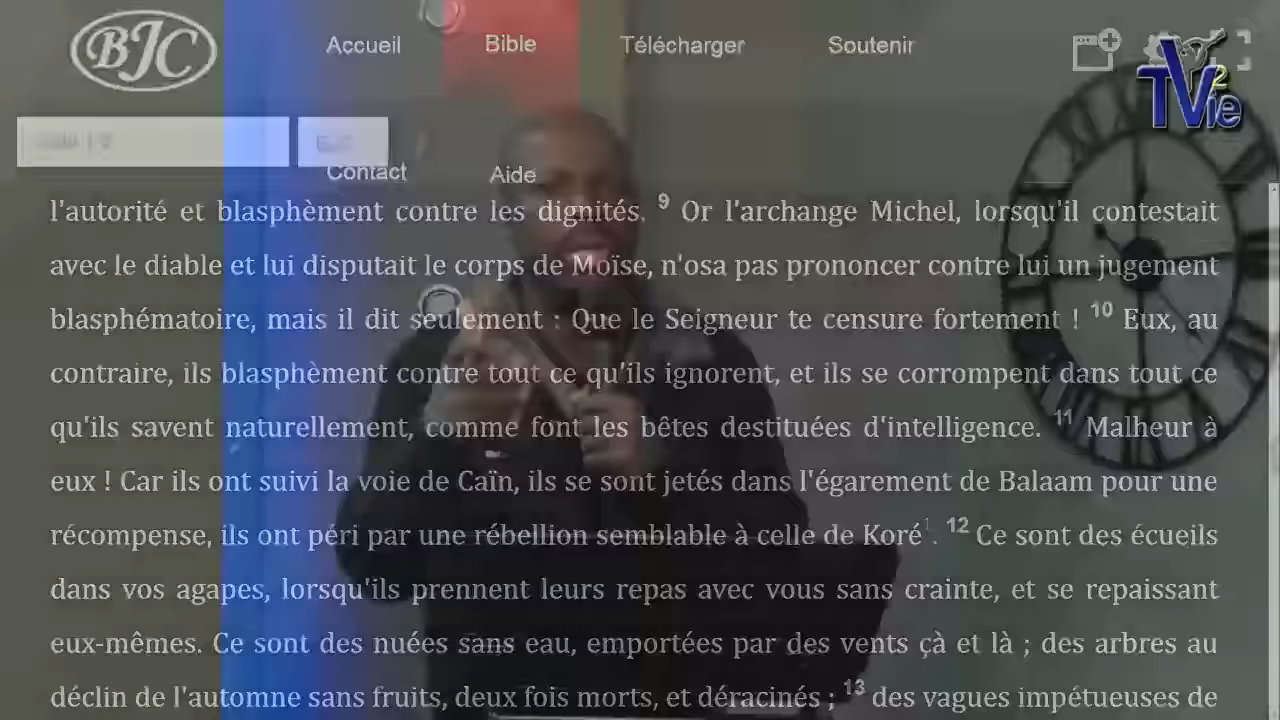 BJC
Accueil
Bible
Télécharger
Soutenir
TV2Vie
Contact
Aide
l'autorité et blasphèment contre les dignités. 9 Or l'archange Michel, lorsqu'il contestait
avec le diable et lui disputait le corps de Moïse, n'osa pas prononcer contre lui un jugement
blasphématoire, mais il dit seulement : Que le Seigneur te censure fortement ! 10 Eux, au
contraire, ils blasphèment contre tout ce qu'ils ignorent, et ils se corrompent dans tout ce
qu'ils savent naturellement, comme font les bêtes destituées d'intelligence. 11 Malheur à
eux ! Car ils ont suivi la voie de Caïn, ils se sont jetés dans l'égarement de Balaam pour une
récompense, ils ont péri par une rébellion semblable à celle de Koré1. 12 Ce sont des écueils
dans vos agapes, lorsqu'ils prennent leurs repas avec vous sans crainte, et se repaissant
eux-mêmes. Ce sont des nuées sans eau, emportées par des vents çà et là ; des arbres au
déclin de l'automne sans fruits, deux fois morts, et déracinés ; 13 des vagues impétueuses de